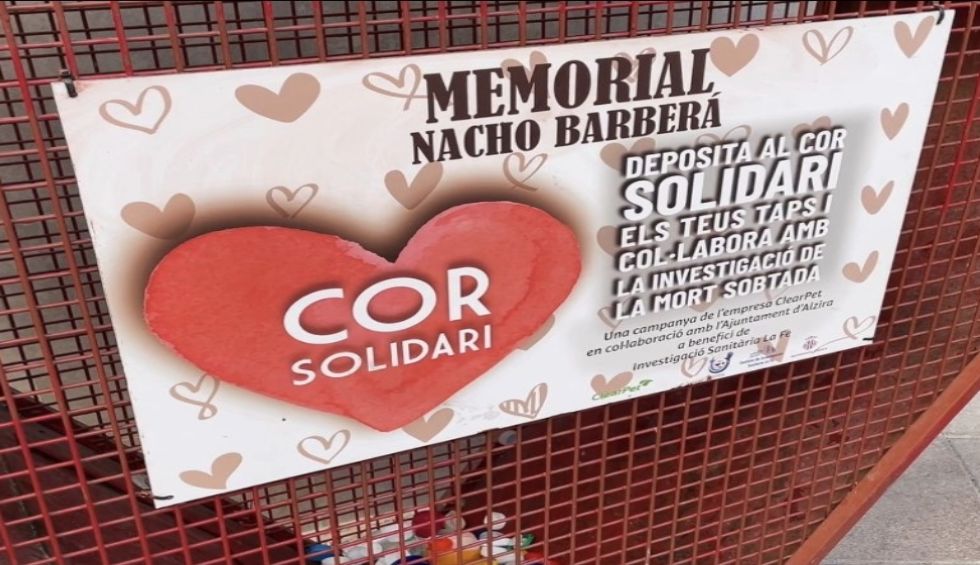 MEMORIAL
NACHO BARBERÁ
COR
SOLIDARI
DEPOSITA AL COR
SOLIDARI
ELS TEUS TAPS I
COL·LABORA AMB
LA INVESTIGACIÓ DE
LA MORT SOBTADA
Una campanya de l'empresa ClearPet
en col·laboració amb l'Ajuntament d'Alzira
a benefici de
Investigació Sanitària La Fe
ClearPet